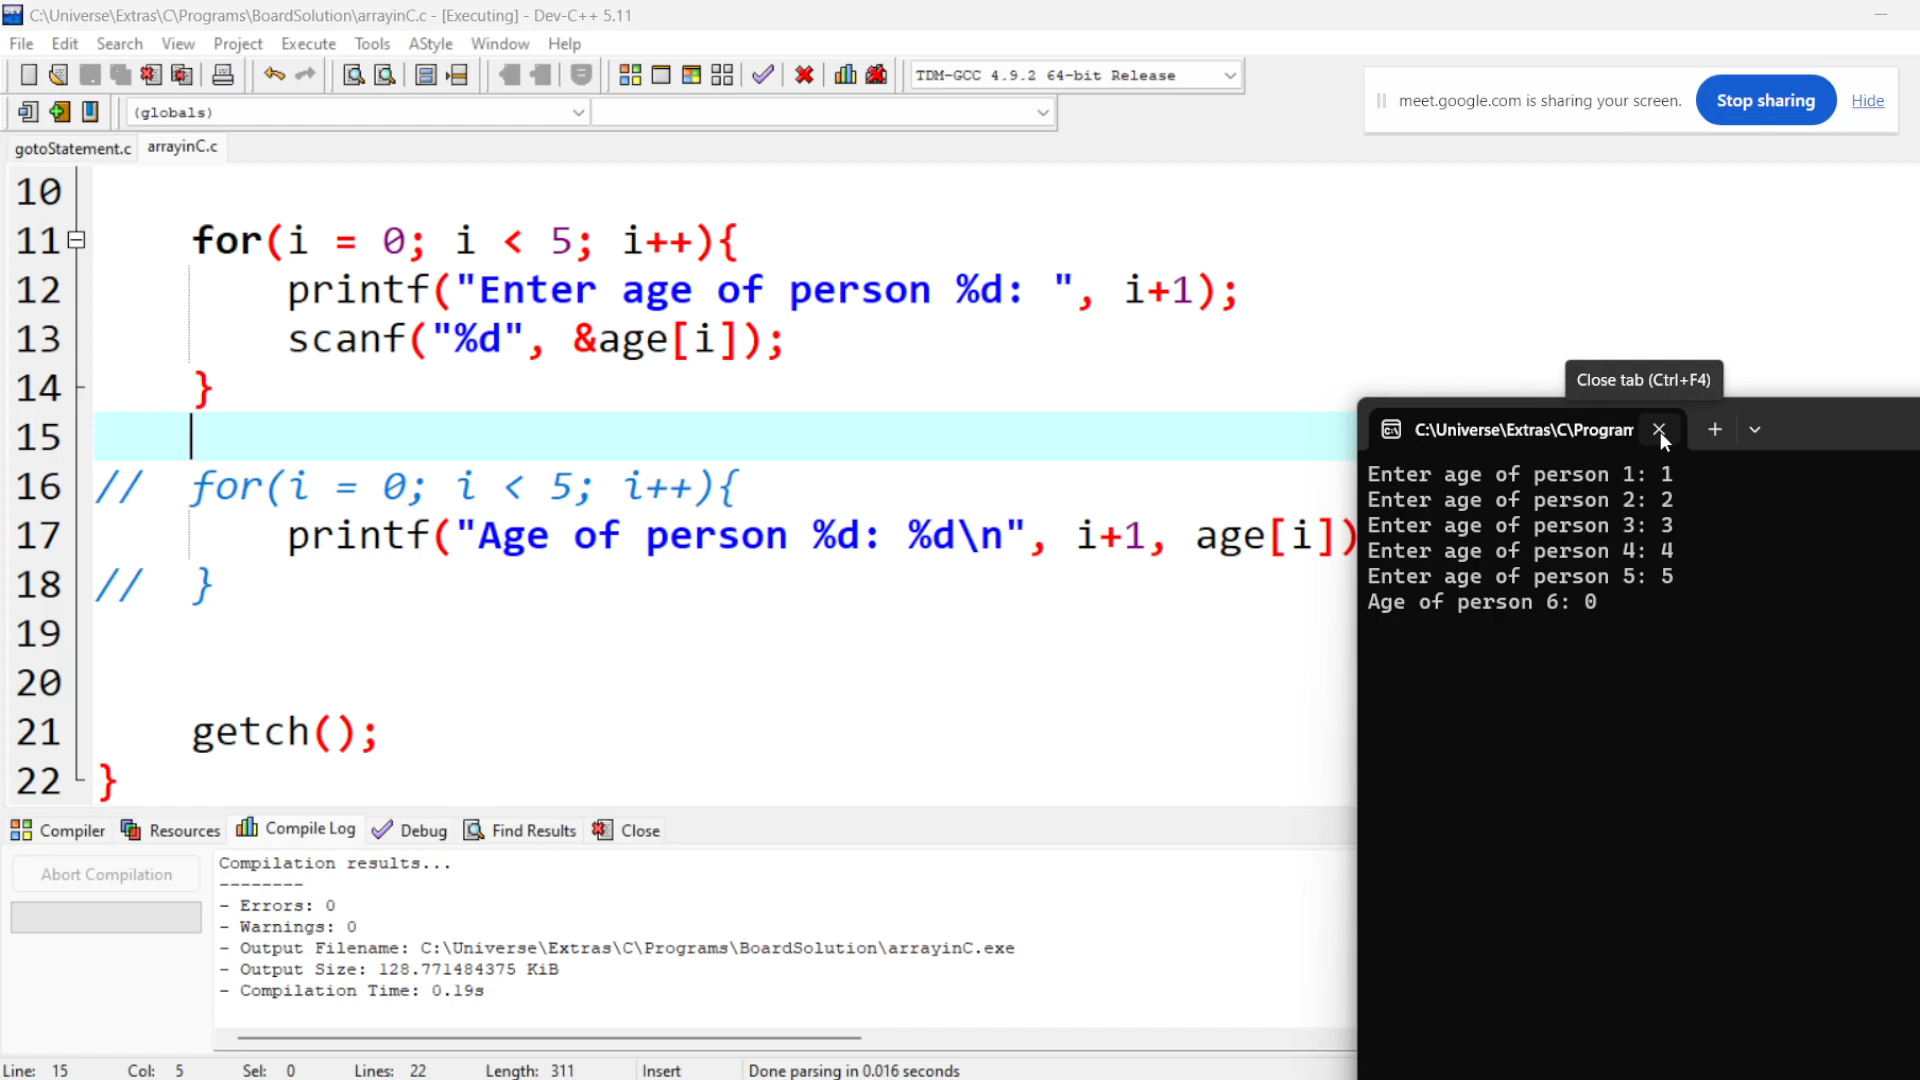 C:\Universe\Extras\C\Programs\BoardSolution\arrayinC.c - [Executing] - Dev-C++ 5.11
File Edit Search View Project Execute Tools AStyle Window Help
TDM-GCC 4.9.2 64-bit Release
meet.google.com is sharing your screen. Stop sharing Hide
(globals)
gotoStatement.c arrayinC.c
10
11 for(i = 0; i < 5; i++){
12 printf("Enter age of person %d: ", i+1);
13 scanf("%d", &age[i]);
14 }
15
16 // for(i = 0; i < 5; i++){
17 printf("Age of person %d: %d\n", i+1, age[i])
18 // }
19
20
21 getch();
22 }
Close tab (Ctrl+F4)
C:\Universe\Extras\C\Program
Enter age of person 1: 1
Enter age of person 2: 2
Enter age of person 3: 3
Enter age of person 4: 4
Enter age of person 5: 5
Age of person 6: 0
Compiler Resources Compile Log Debug Find Results Close
Abort Compilation
Compilation results...
--------
- Errors: 0
- Warnings: 0
- Output Filename: C:\Universe\Extras\C\Programs\BoardSolution\arrayinC.exe
- Output Size: 128.771484375 KiB
- Compilation Time: 0.19s
Line: 15 Col: 5 Sel: 0 Lines: 22 Length: 311 Insert Done parsing in 0.016 seconds